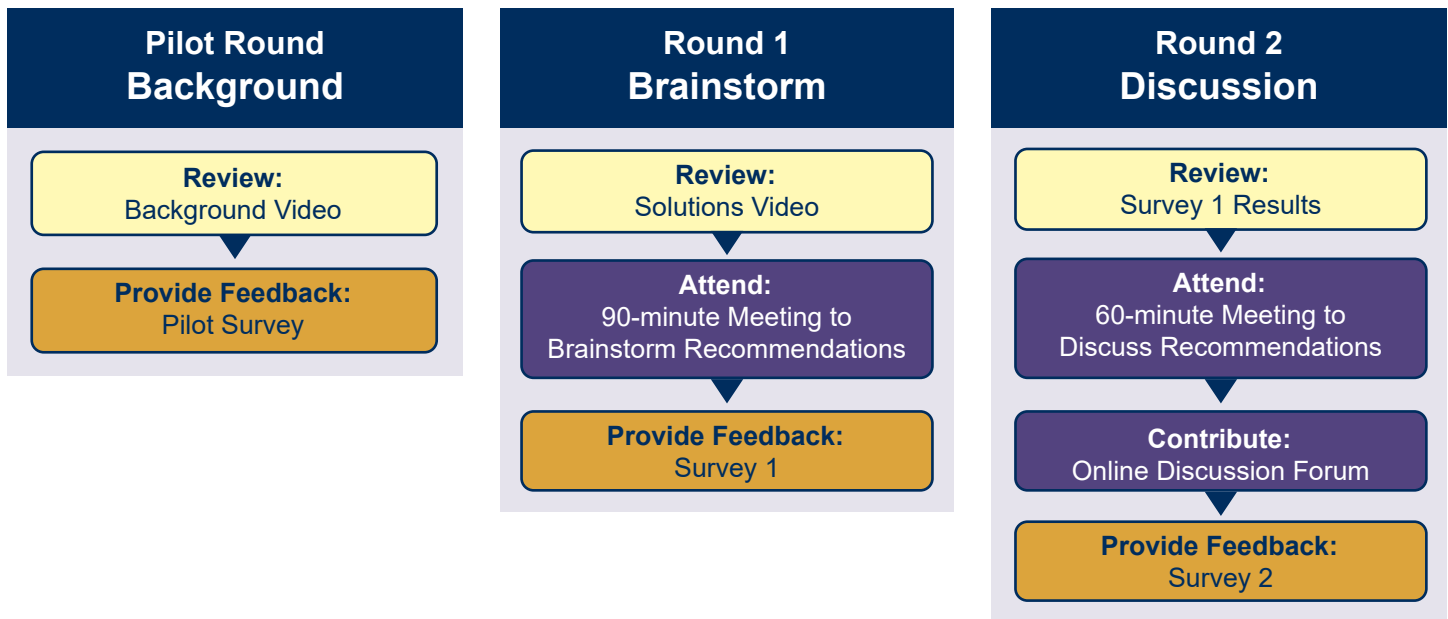 Pilot Round
Background
Review:
Background Video
Provide Feedback:
Pilot Survey
Round 1
Brainstorm
Review:
Solutions Video
Attend:
90-minute Meeting to
Brainstorm Recommendations
Provide Feedback:
Survey 1
Round 2
Discussion
Review:
Survey 1 Results
Attend:
60-minute Meeting to
Discuss Recommendations
Contribute:
Online Discussion Forum
Provide Feedback:
Survey 2